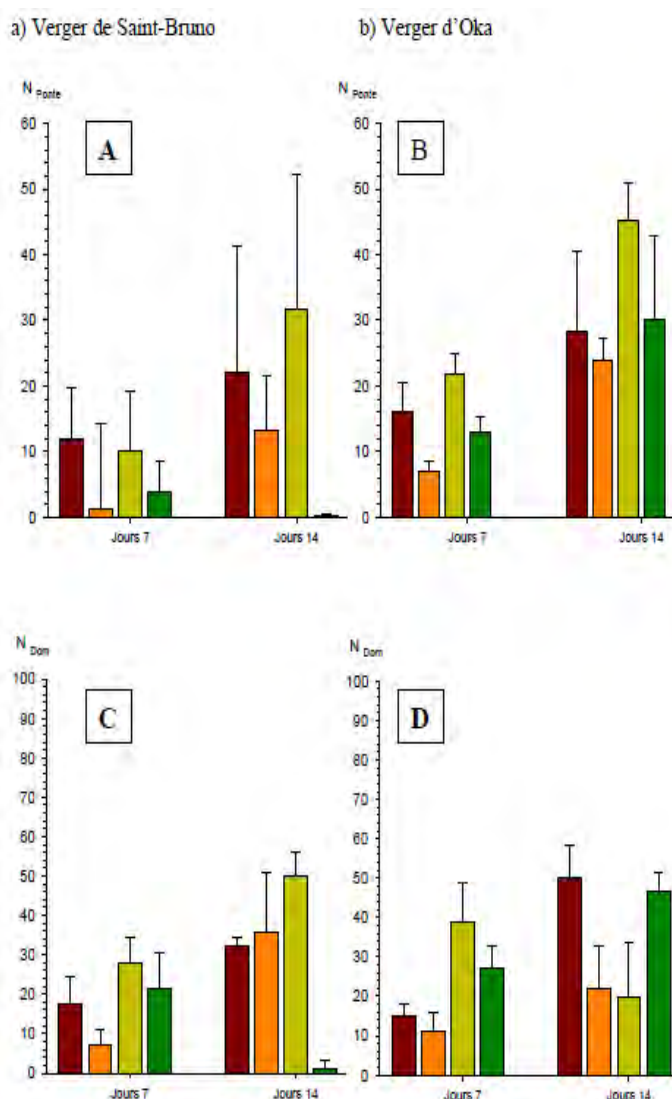 a) Verger de Saint-Bruno b) Verger d'Oka
N Ponte N Ponte
A B
60 60
50 50
40 40
30 30
20 20
10 10
0 0
Jours 7 Jours 14 Jours 7 Jours 14
N Dom N Dom
C D
100 100
90 90
80 80
70 70
60 60
50 50
40 40
30 30
20 20
10 10
0 0
Jours 7 Jours 14 Jours 7 Jours 14